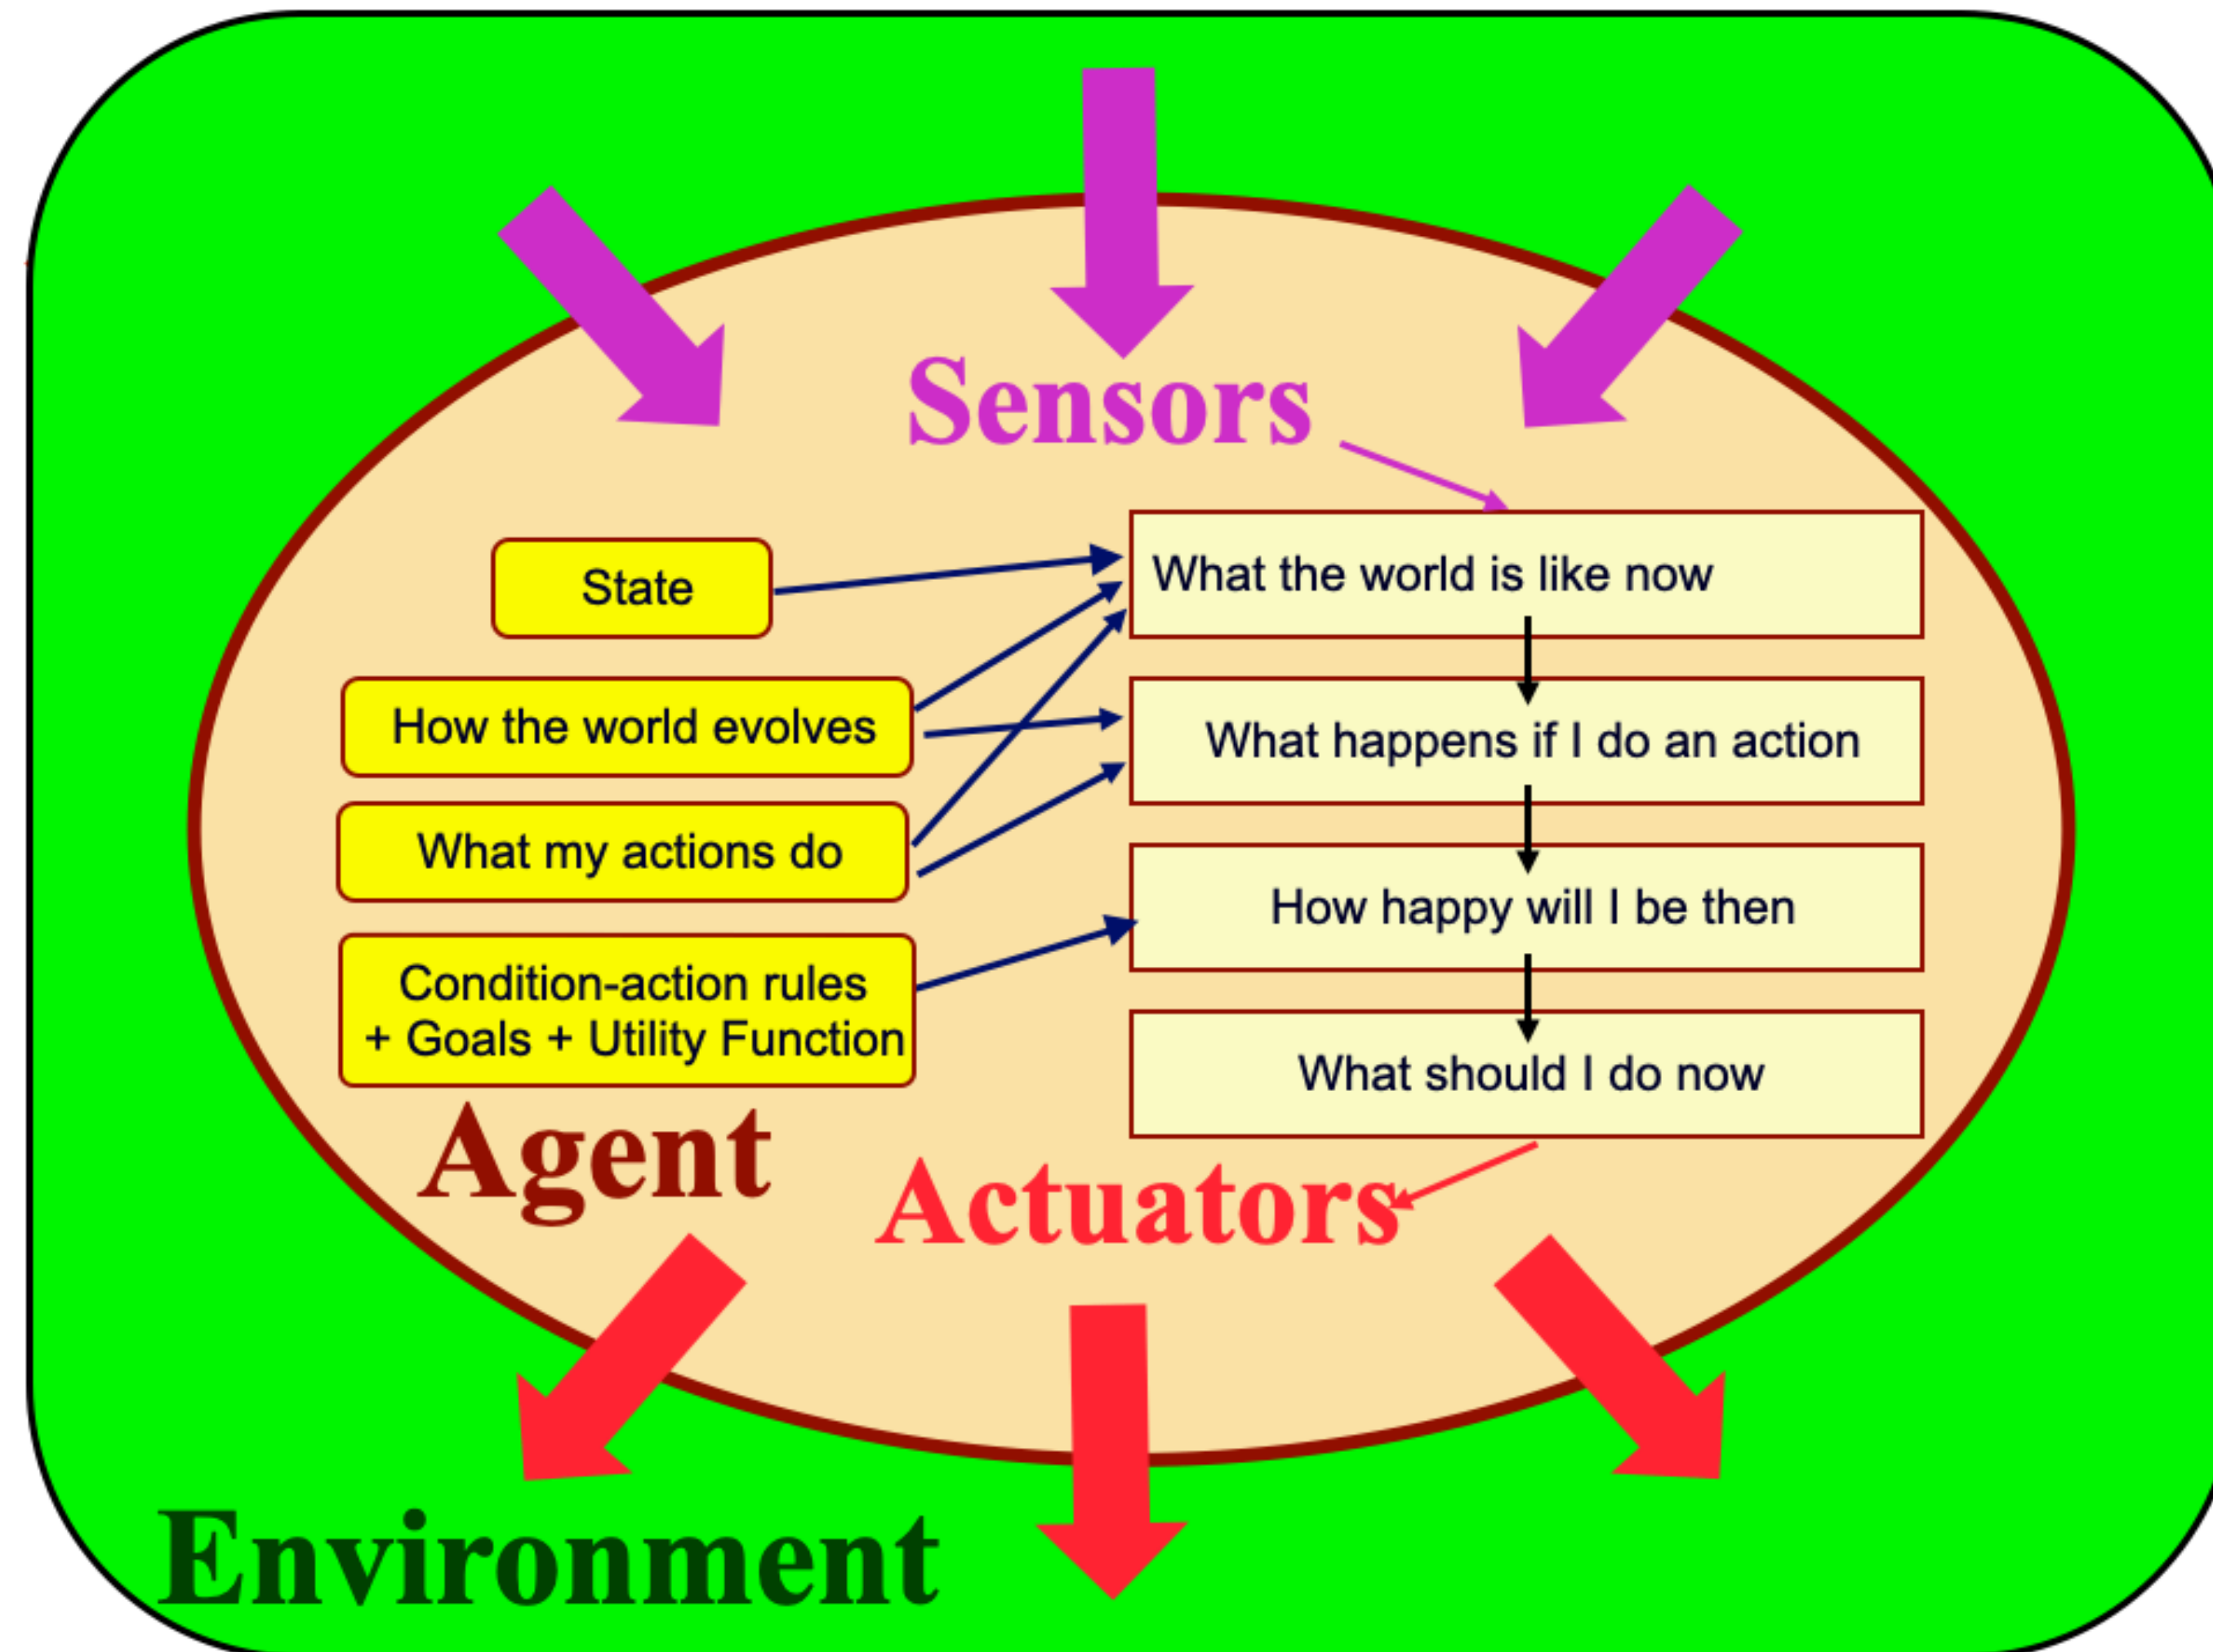 Sensors
State
What the world is like now
How the world evolves
What happens if I do an action
What my actions do
How happy will I be then
Condition-action rules
+ Goals + Utility Function
What should I do now
Agent
Actuators
Environment